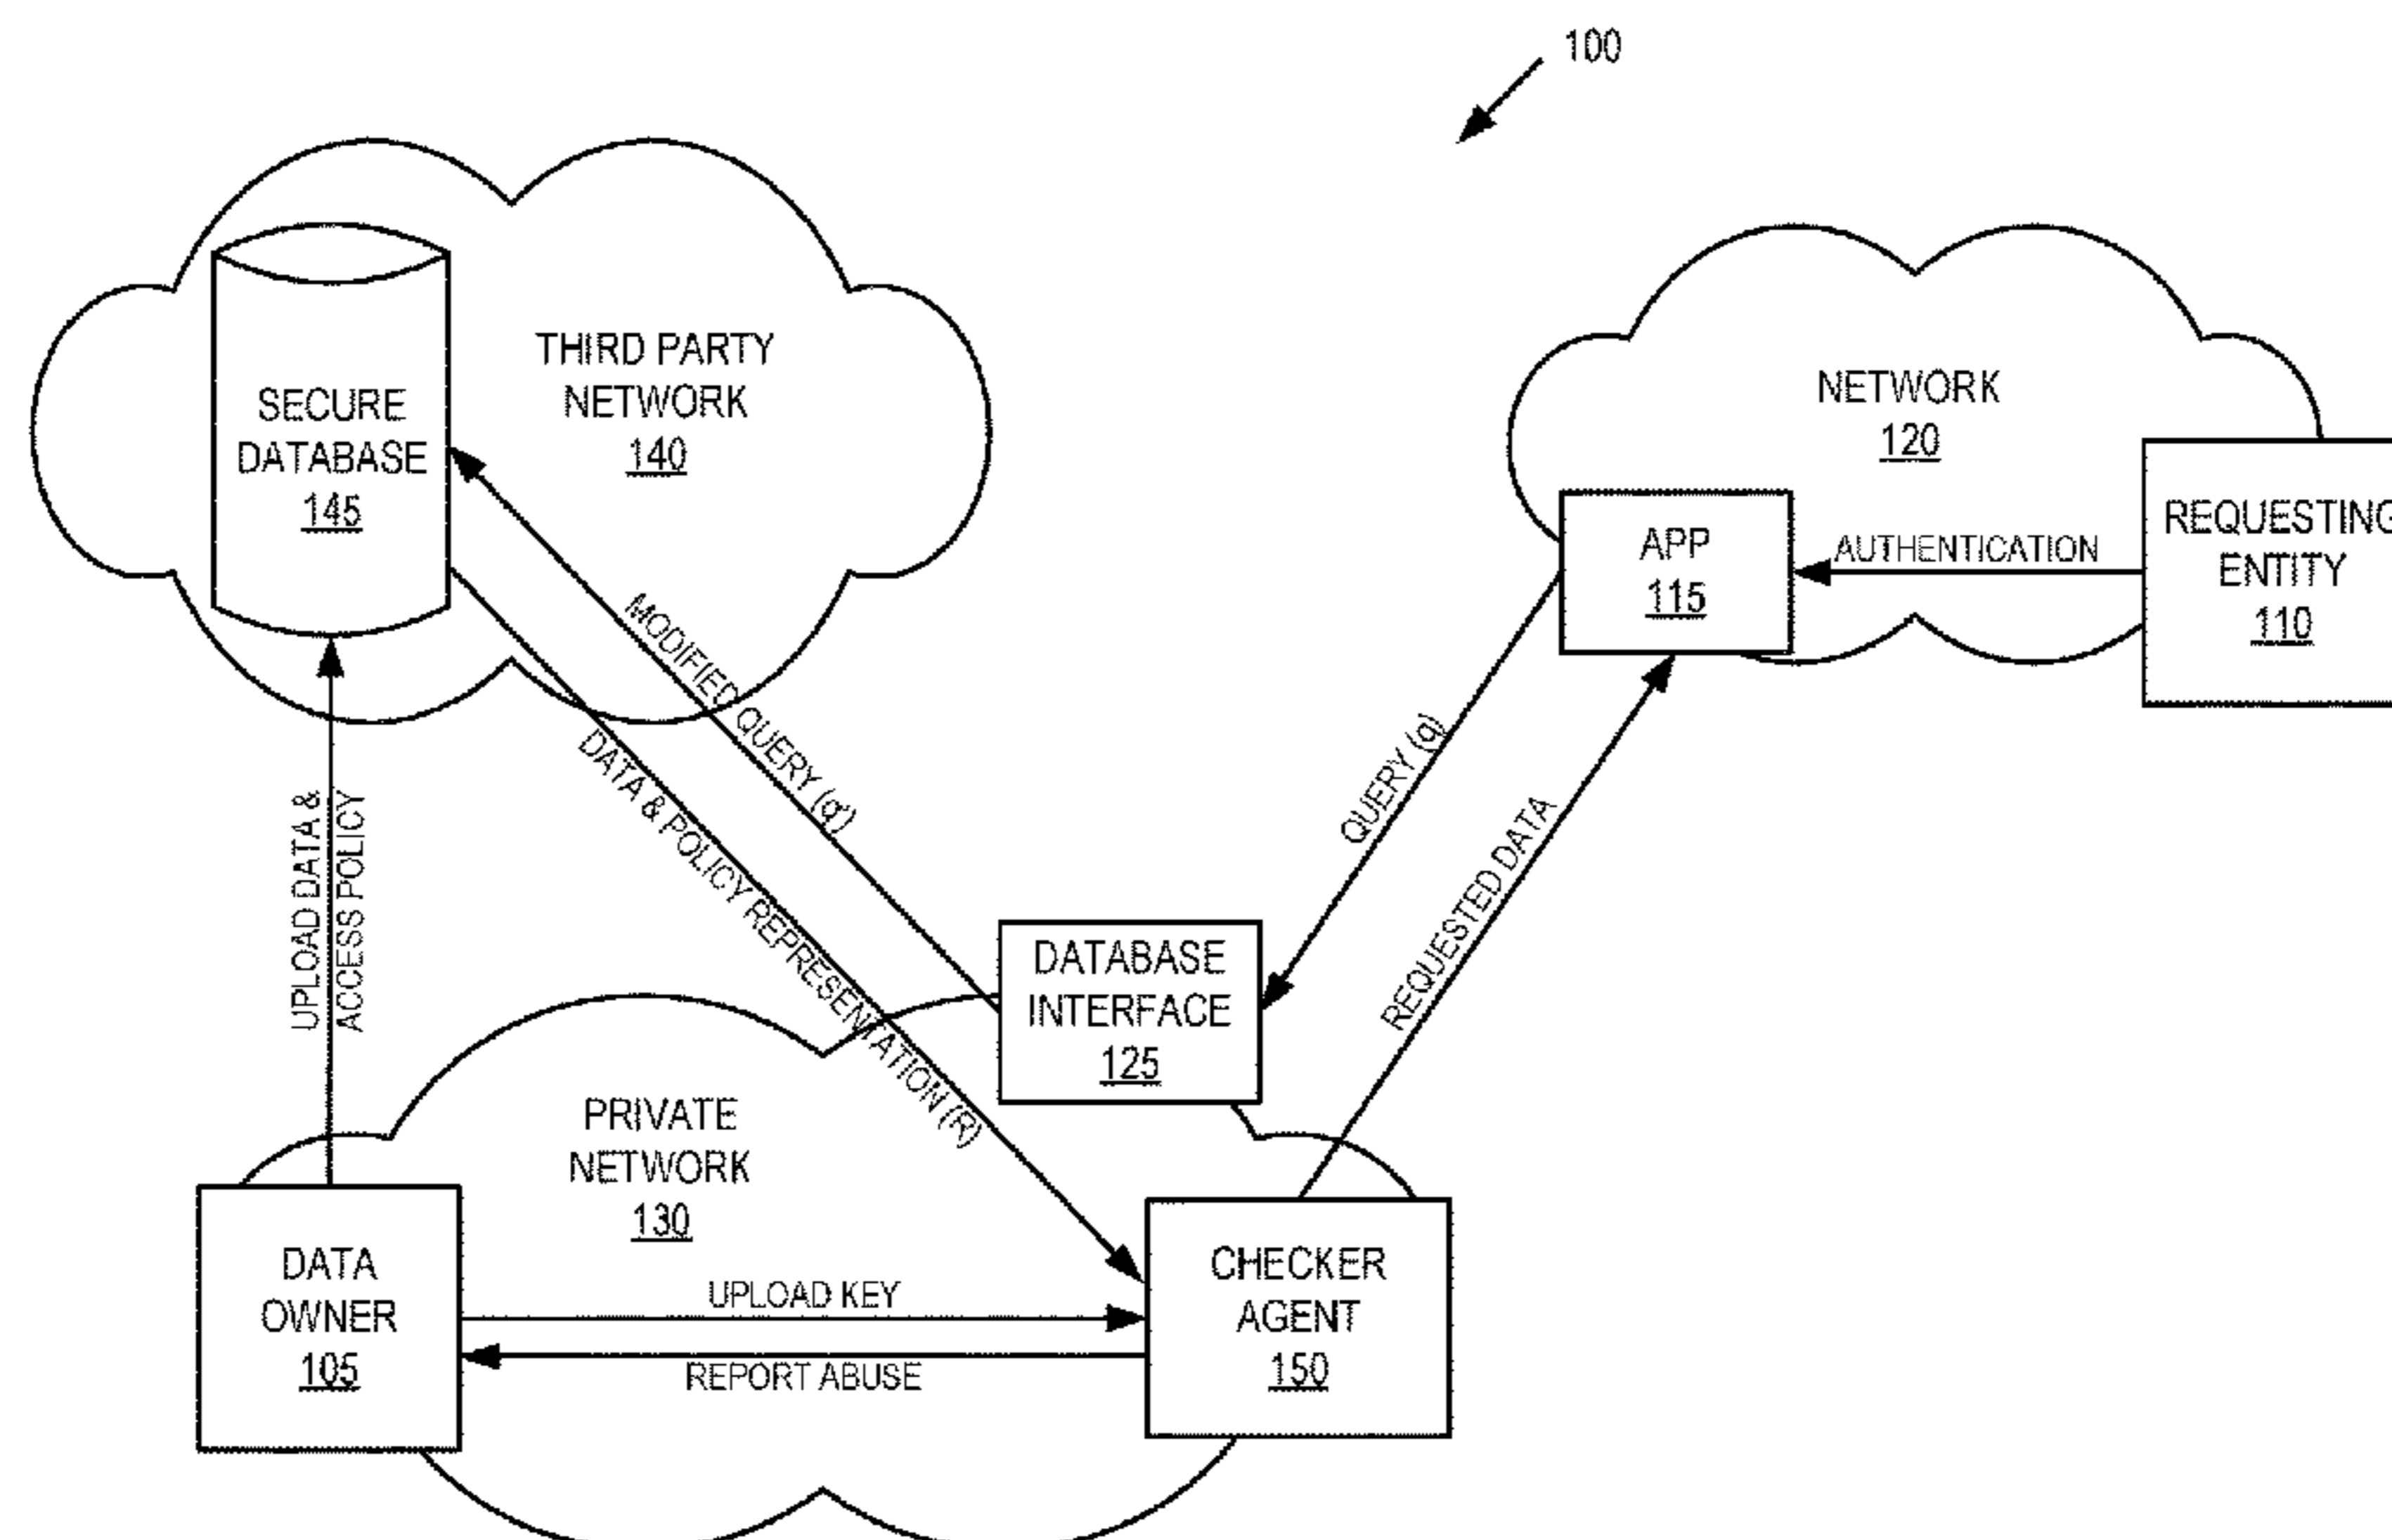 100
THIRD PARTY
NETWORK
140
SECURE
DATABASE
145
NETWORK
120
REQUESTING
ENTITY
110
APP
115
AUTHENTICATION
MODIFIED QUERY (q')
DATA & POLICY REPRESENTATION (R)
QUERY (q)
REQUESTED DATA
UPLOAD DATA &
ACCESS POLICY
DATABASE
INTERFACE
125
PRIVATE
NETWORK
130
DATA
OWNER
105
UPLOAD KEY
REPORT ABUSE
CHECKER
AGENT
150